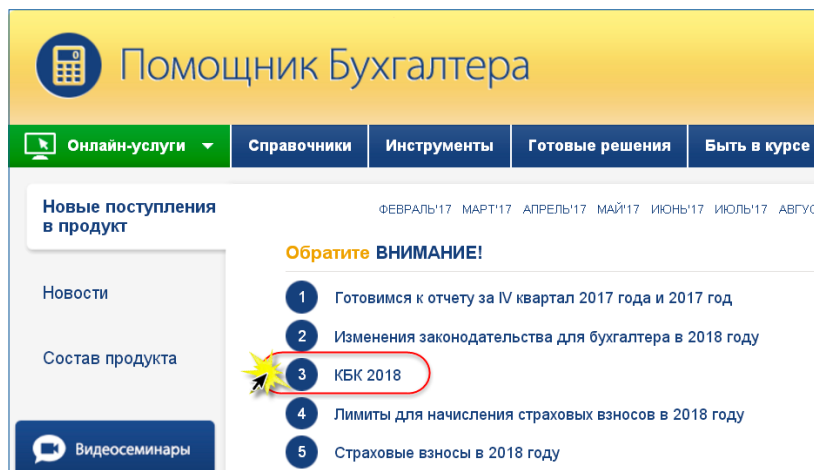 Помощник Бухгалтера
Онлайн-услуги
Справочники
Инструменты
Готовые решения
Быть в курсе
Новые поступления
в продукт
ФЕВРАЛЬ'17 МАРТ'17 АПРЕЛЬ'17 МАЙ'17 ИЮНЬ'17 ИЮЛЬ'17
Обратите ВНИМАНИЕ!
Новости
1 Готовимся к отчету за IV квартал 2017 года и 2017 год
2 Изменения законодательства для бухгалтера в 2018 году
Состав продукта
3 КБК 2018
4 Лимиты для начисления страховых взносов в 2018 году
Видеосеминары
5 Страховые взносы в 2018 году